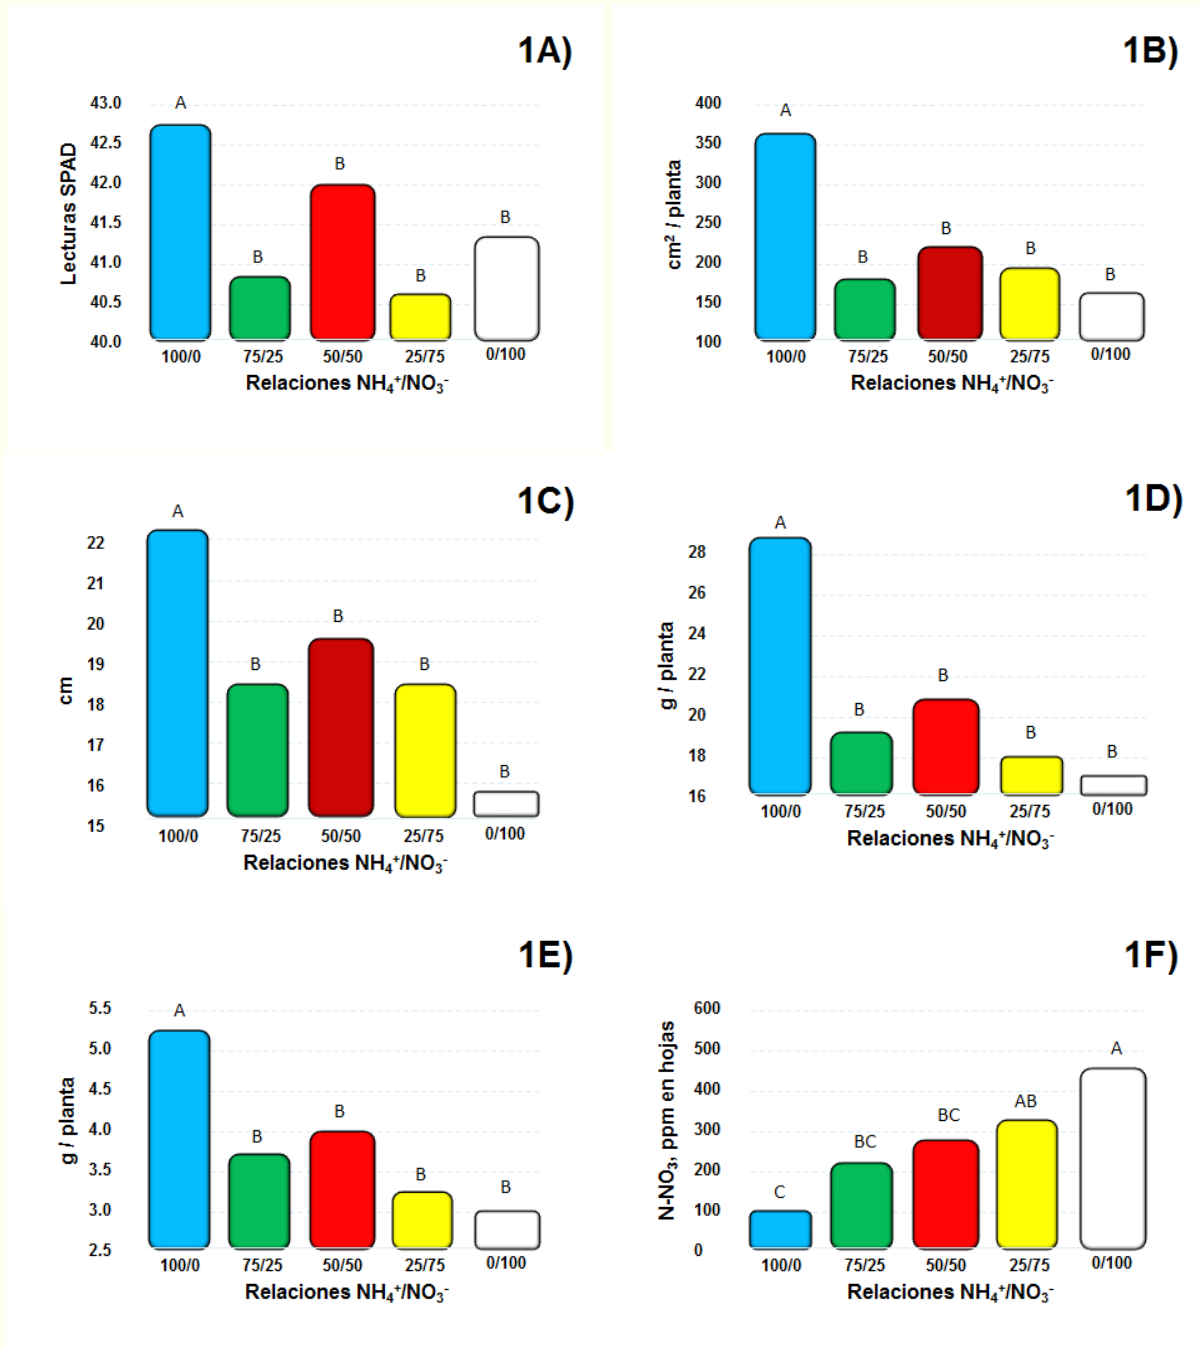 1A)
Lecturas SPAD
43.0
42.5
42.0
41.5
41.0
40.5
40.0
A
B
B
B
B
100/0 75/25 50/50 25/75 0/100
Relaciones NH₄⁺/NO₃⁻
1B)
cm² / planta
400
350
300
250
200
150
100
A
B
B
B
B
100/0 75/25 50/50 25/75 0/100
Relaciones NH₄⁺/NO₃⁻
1C)
cm
22
21
20
19
18
17
16
15
A
B
B
B
B
100/0 75/25 50/50 25/75 0/100
Relaciones NH₄⁺/NO₃⁻
1D)
g / planta
28
26
24
22
20
18
16
A
B
B
B
B
100/0 75/25 50/50 25/75 0/100
Relaciones NH₄⁺/NO₃⁻
1E)
g / planta
5.5
5.0
4.5
4.0
3.5
3.0
2.5
A
B
B
B
B
100/0 75/25 50/50 25/75 0/100
Relaciones NH₄⁺/NO₃⁻
1F)
N-NO₃, ppm en hojas
600
500
400
300
200
100
0
C
BC
BC
AB
A
100/0 75/25 50/50 25/75 0/100
Relaciones NH₄⁺/NO₃⁻